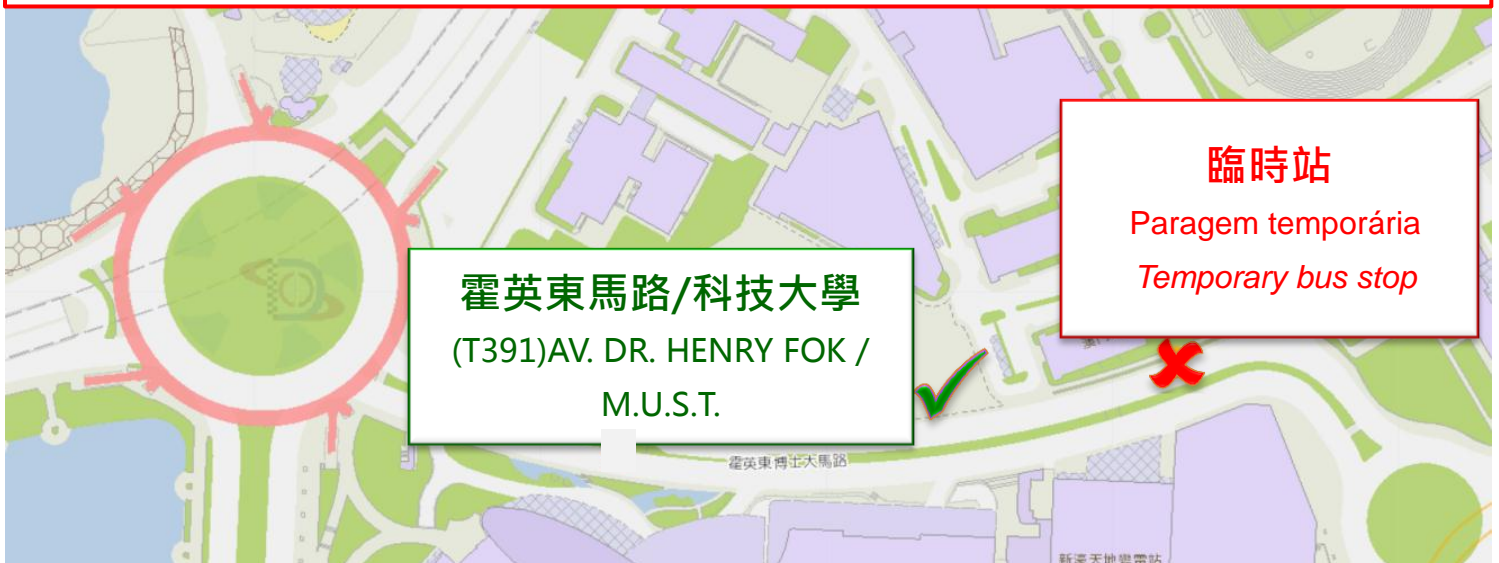 臨時站
Paragem temporária
Temporary bus stop
霍英東馬路/科技大學
(T391)AV. DR. HENRY FOK /
M.U.S.T.
霍英東博士大馬路
新濠天地變電站